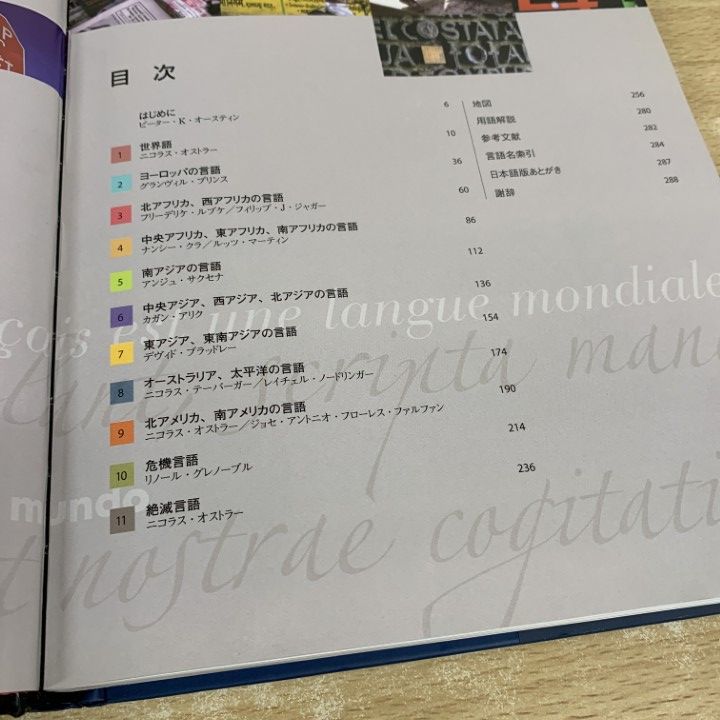 目 次
はじめに
ピーター・K・オースティン
6
1 世界語
ニコラス・オストラー
10
2 ヨーロッパの言語
グランヴィル・プリンス
36
3 北アフリカ、西アフリカの言語
フリーデリケ・ルプケ/フィリップ・J・ジャガー
60
4 中央アフリカ、東アフリカ、南アフリカの言語
ナンシー・クラ/ルッツ・マーティン
86
5 南アジアの言語
アンジュ・サクセナ
112
6 中央アジア、西アジア、北アジアの言語
カガン・アリク
136
7 東アジア、東南アジアの言語
デヴィド・ブラッドレー
154
8 オーストラリア、太平洋の言語
ニコラス・テーバーガー/レイチェル・ノードリンガー
174
9 北アメリカ、南アメリカの言語
ニコラス・オストラー/ジョセ・アントニオ・フローレス・ファルファン
190
10 危機言語
リノール・グレノーブル
214
11 絶滅言語
ニコラス・オストラー
236
地図 256
用語解説 280
参考文献 282
言語名索引 284
日本語版あとがき 287
謝辞 288
COSTATA
çais est une langue mondiale
scripta man
mundo
t nostrae cogitati